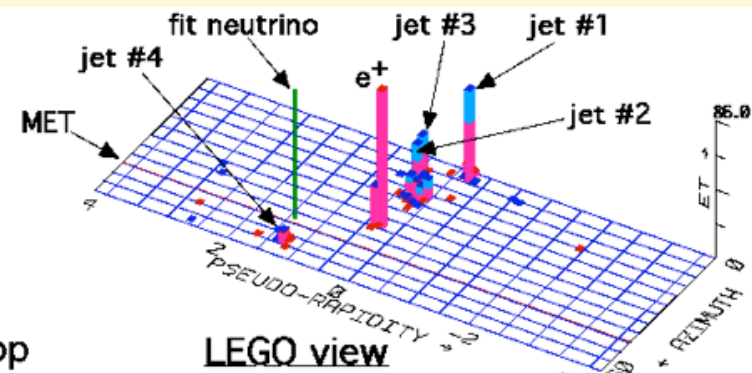 fit neutrino
jet #3
jet #1
jet #4
e+
jet #2
MET
86.0
ET →
4
2
0
-2
PSEUDO-RAPIDITY →
0
← AZIMUTH
op
LEGO view